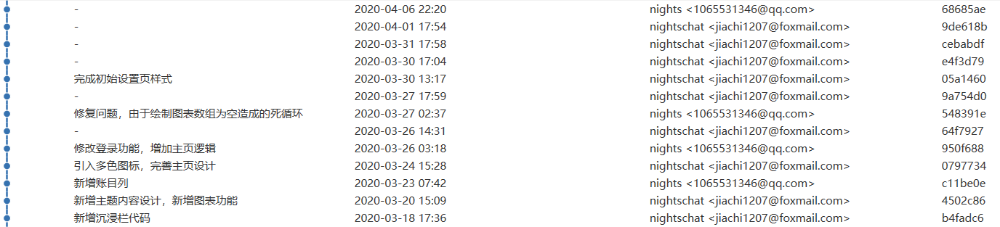 - 2020-04-06 22:20 nights <1065531346@qq.com> 68685ae
- 2020-04-01 17:54 nightschat <jiachi1207@foxmail.com> 9de618b
- 2020-03-31 17:58 nightschat <jiachi1207@foxmail.com> cebabdf
- 2020-03-30 17:04 nightschat <jiachi1207@foxmail.com> e4f3d79
完成初始设置页样式 2020-03-30 13:17 nightschat <jiachi1207@foxmail.com> 05a1460
- 2020-03-27 17:59 nightschat <jiachi1207@foxmail.com> 9a754d0
修复问题，由于绘制图表数组为空造成的死循环 2020-03-27 02:37 nights <1065531346@qq.com> 548391e
- 2020-03-26 14:31 nightschat <jiachi1207@foxmail.com> 64f7927
修改登录功能，增加主页逻辑 2020-03-26 03:18 nights <1065531346@qq.com> 950f688
引入多色图标，完善主页设计 2020-03-24 15:28 nightschat <jiachi1207@foxmail.com> 0797734
新增账目列 2020-03-23 07:42 nights <1065531346@qq.com> c11be0e
新增主题内容设计，新增图表功能 2020-03-20 15:09 nightschat <jiachi1207@foxmail.com> 4502c86
新增沉浸栏代码 2020-03-18 17:36 nightschat <jiachi1207@foxmail.com> b4fadc6